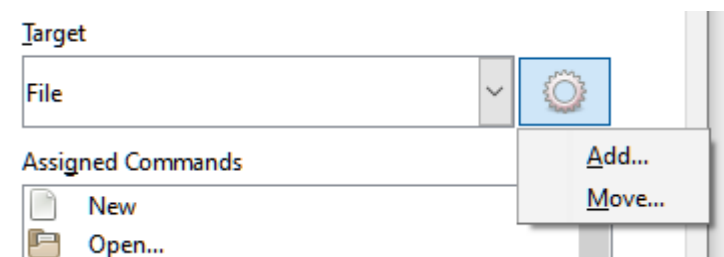 Target
File
Add...
Assigned Commands
Move...
New
Open...